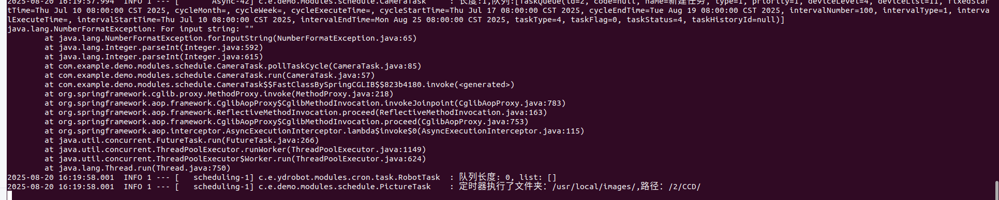 2025-08-20 16:19:57.994  INFO 1 --- [       Async-42] c.e.demo.modules.schedule.CameraTask     : 长度:1,队列:[TaskQueue(id=2, code=null, name=新建任务, type=1, priority=1, deviceLevel=4, deviceList=11, fixedStar
tTime=Thu Jul 10 08:00:00 CST 2025, cycleMonth=, cycleWeek=, cycleExecuteTime=, cycleStartTime=Thu Jul 17 08:00:00 CST 2025, cycleEndTime=Tue Aug 19 08:00:00 CST 2025, intervalNumber=100, intervalType=1, interva
lExecuteTime=, intervalStartTime=Thu Jul 10 08:00:00 CST 2025, intervalEndTime=Mon Aug 25 08:00:00 CST 2025, taskType=4, taskFlag=0, taskStatus=4, taskHistoryId=null)]
java.lang.NumberFormatException: For input string: ""
        at java.lang.NumberFormatException.forInputString(NumberFormatException.java:65)
        at java.lang.Integer.parseInt(Integer.java:592)
        at java.lang.Integer.parseInt(Integer.java:615)
        at com.example.demo.modules.schedule.CameraTask.pollTaskCycle(CameraTask.java:85)
        at com.example.demo.modules.schedule.CameraTask.run(CameraTask.java:57)
        at com.example.demo.modules.schedule.CameraTask$$FastClassBySpringCGLIB$$823b4180.invoke(<generated>)
        at org.springframework.cglib.proxy.MethodProxy.invoke(MethodProxy.java:218)
        at org.springframework.aop.framework.CglibAopProxy$CglibMethodInvocation.invokeJoinpoint(CglibAopProxy.java:783)
        at org.springframework.aop.framework.ReflectiveMethodInvocation.proceed(ReflectiveMethodInvocation.java:163)
        at org.springframework.aop.framework.CglibAopProxy$CglibMethodInvocation.proceed(CglibAopProxy.java:753)
        at org.springframework.aop.interceptor.AsyncExecutionInterceptor.lambda$invoke$0(AsyncExecutionInterceptor.java:115)
        at java.util.concurrent.FutureTask.run(FutureTask.java:266)
        at java.util.concurrent.ThreadPoolExecutor.runWorker(ThreadPoolExecutor.java:1149)
        at java.util.concurrent.ThreadPoolExecutor$Worker.run(ThreadPoolExecutor.java:624)
        at java.lang.Thread.run(Thread.java:750)
2025-08-20 16:19:58.001  INFO 1 --- [   scheduling-1] c.e.ydrobot.modules.cron.task.RobotTask  : 队列长度: 0, list: []
2025-08-20 16:19:58.001  INFO 1 --- [   scheduling-1] c.e.demo.modules.schedule.PictureTask    : 定时器执行了文件夹: /usr/local/images/,路径: /2/CCD/